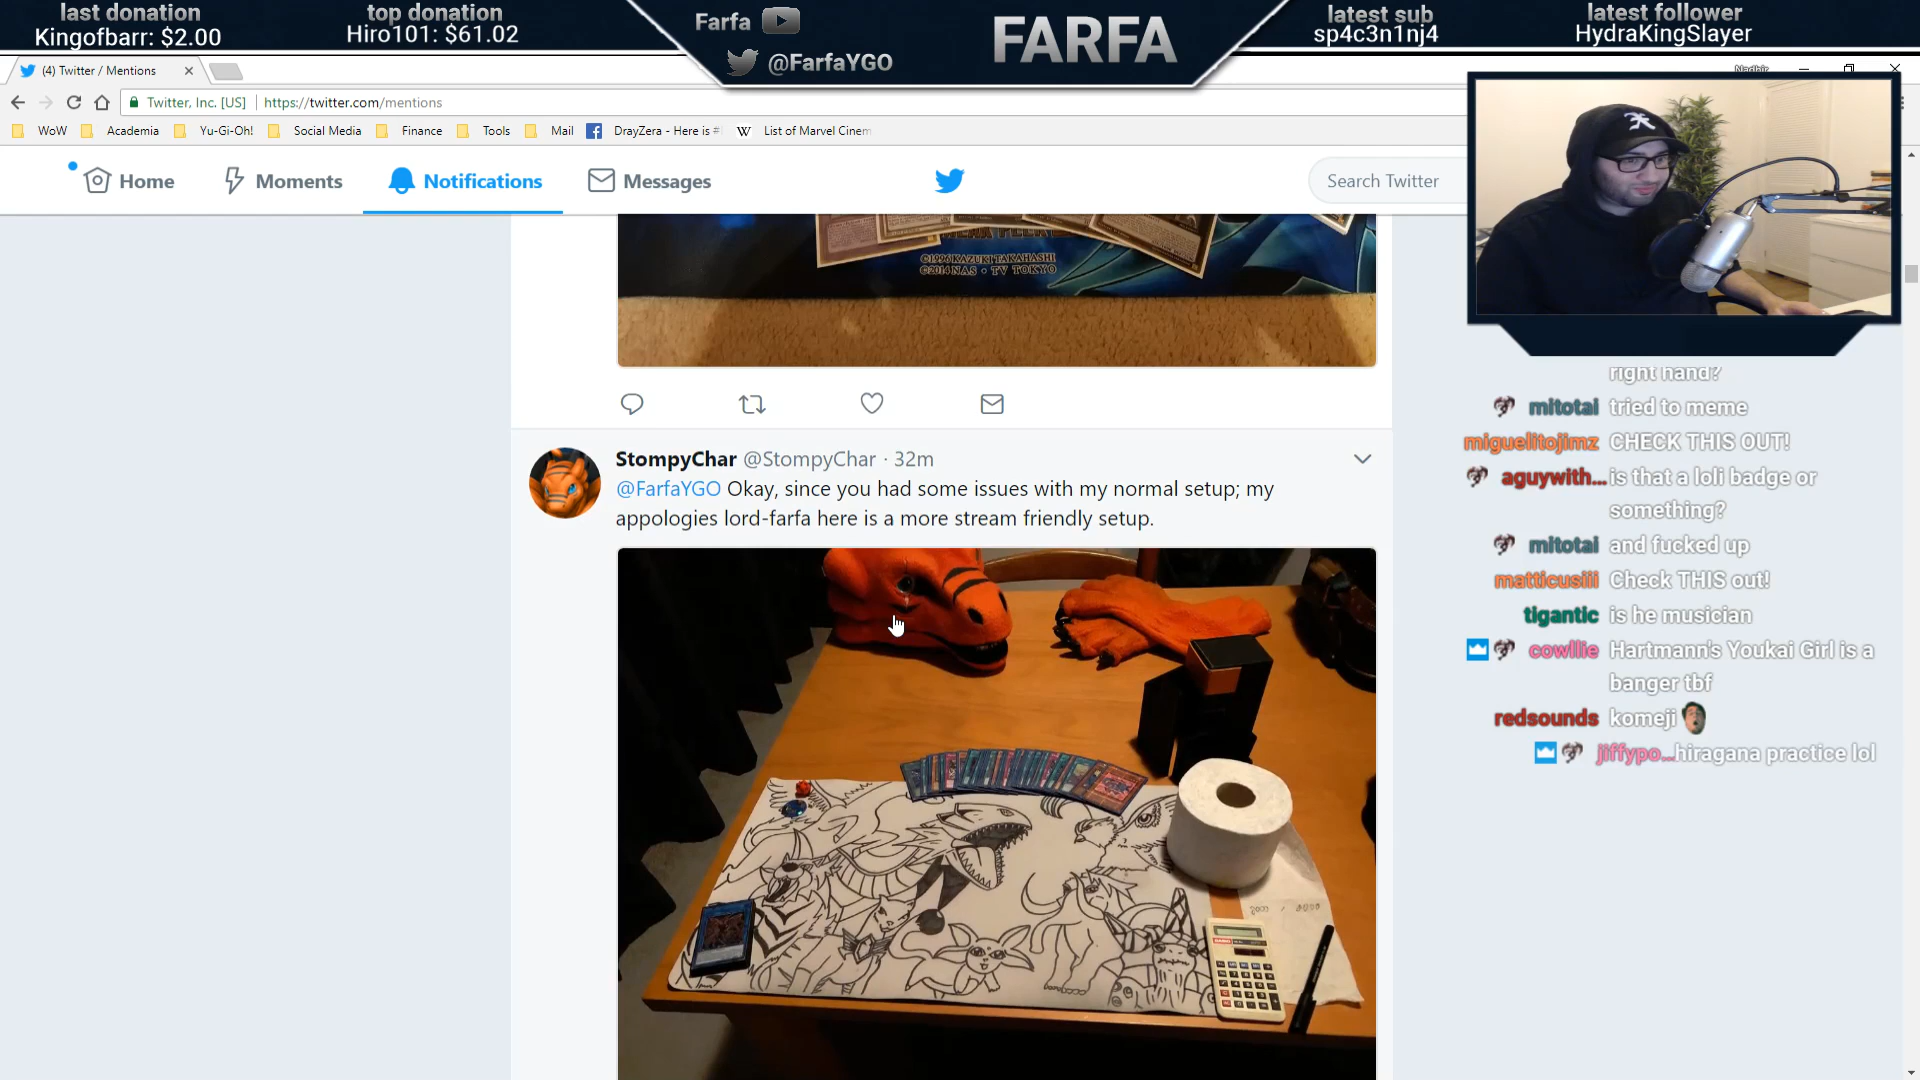 last donation
Kingofbarr: $2.00
top donation
Hiro101: $61.02
Farfa
@FarfaYGO
FARFA
latest sub
sp4c3n1nj4
latest follower
HydraKingSlayer
(4) Twitter / Mentions
Twitter, Inc. [US]
https://twitter.com/mentions
WoW
Academia
Yu-Gi-Oh!
Social Media
Finance
Tools
Mail
DrayZera - Here is #
W
List of Marvel Cinem
Home
Moments
Notifications
Messages
Search Twitter
©1996 KAZUKI TAKAHASHI
©2014 NAS • TV TOKYO
StompyChar @StompyChar · 32m
@FarfaYGO Okay, since you had some issues with my normal setup; my
appologies lord-farfa here is a more stream friendly setup.
right hand?
mitotai tried to meme
miguelitojimz CHECK THIS OUT!
aguywith... is that a loli badge or
something?
mitotai and fucked up
matticusiii Check THIS out!
tigantic is he musician
cowllie Hartmann's Youkai Girl is a
banger tbf
redsounds komeji
jiffypo... hiragana practice lol